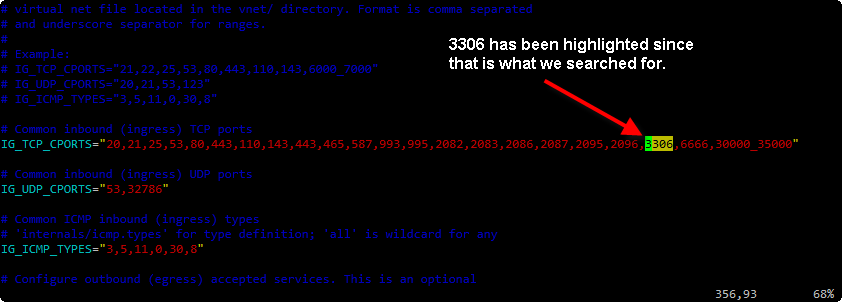 # virtual net file located in the vnet/ directory. Format is comma separated
# and underscore separator for ranges.
#
# Example:
# IG_TCP_CPORTS="21,22,25,53,80,443,110,143,6000_7000"
# IG_UDP_CPORTS="20,21,53,123"
# IG_ICMP_TYPES="3,5,11,0,30,8"
3306 has been highlighted since
that is what we searched for.
# Common inbound (ingress) TCP ports
IG_TCP_CPORTS="20,21,25,53,80,443,110,143,443,465,587,993,995,2082,2083,2086,2087,2095,2096,3306,6666,30000_35000"
# Common inbound (ingress) UDP ports
IG_UDP_CPORTS="53,32786"
# Common ICMP inbound (ingress) types
# 'internals/icmp.types' for type definition; 'all' is wildcard for any
IG_ICMP_TYPES="3,5,11,0,30,8"
# Configure outbound (egress) accepted services. This is an optional
356,93 68%